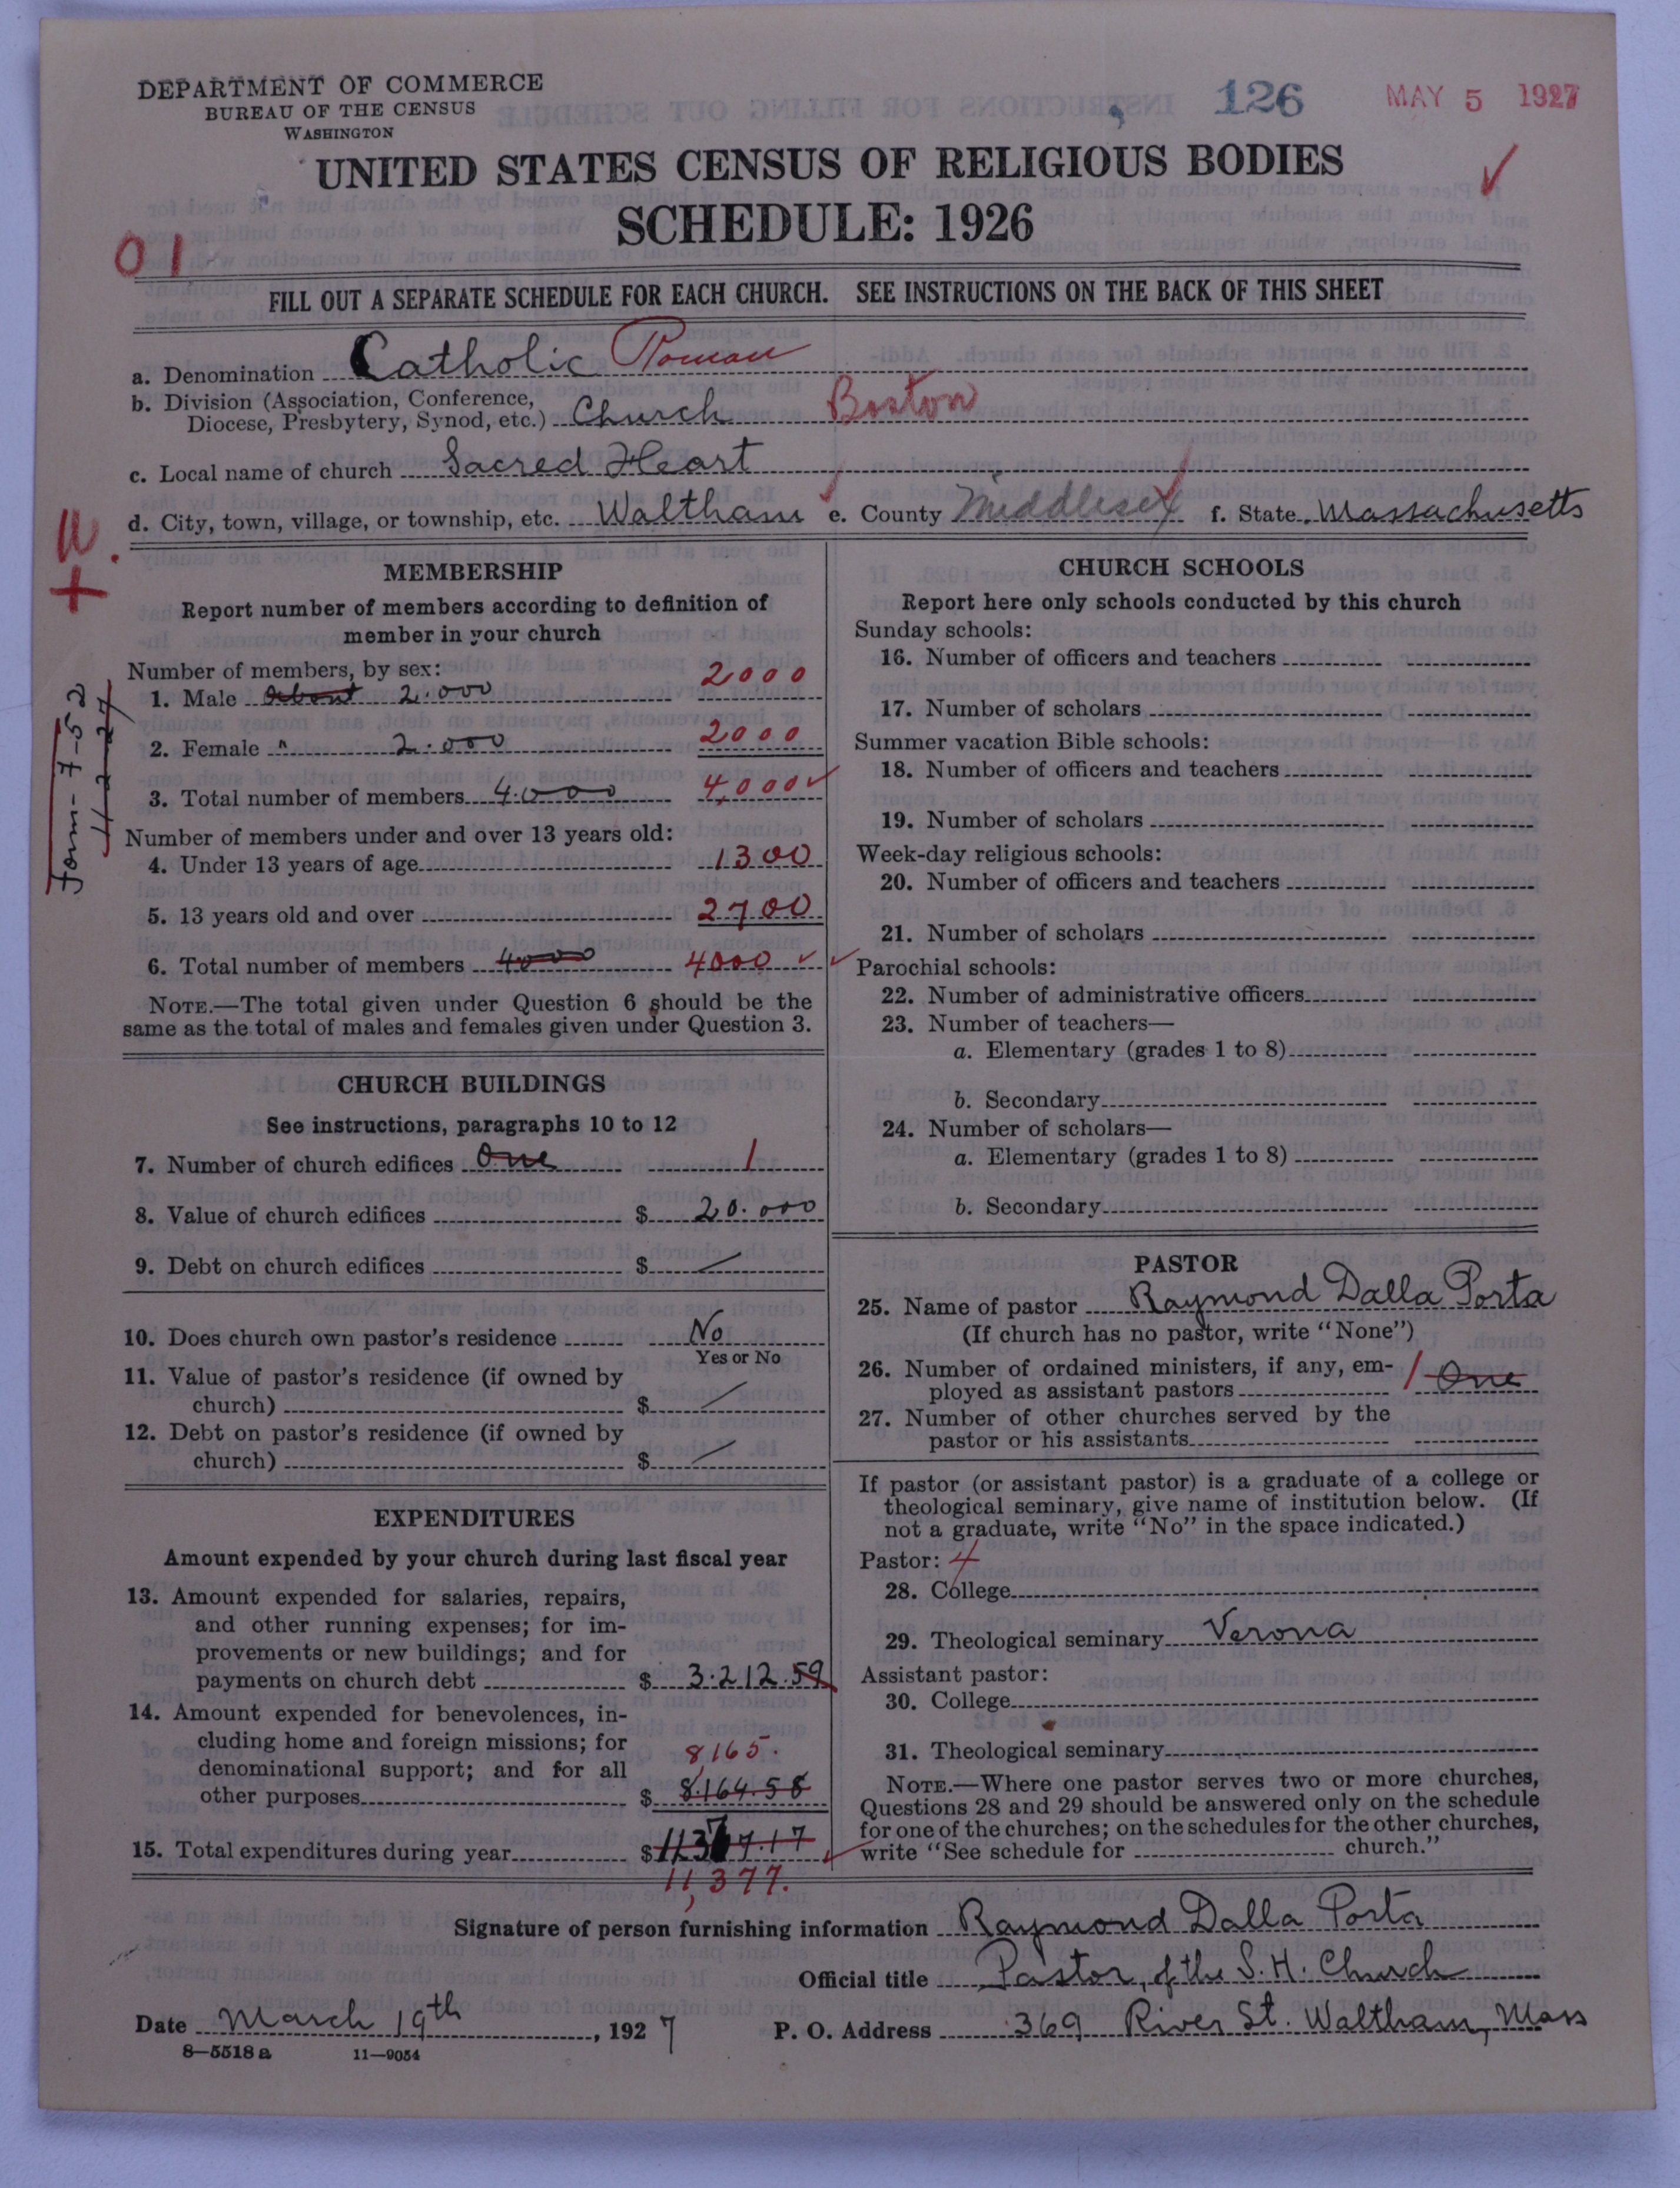 DEPARTMENT OF COMMERCE
BUREAU OF THE CENSUS
WASHINGTON
126 MAY 5 1927
UNITED STATES CENSUS OF RELIGIOUS BODIES
SCHEDULE: 1926
01
FILL OUT A SEPARATE SCHEDULE FOR EACH CHURCH. SEE INSTRUCTIONS ON THE BACK OF THIS SHEET
a. Denomination Catholic Roman
b. Division (Association, Conference,
Diocese, Presbytery, Synod, etc.) Church Boston
c. Local name of church Sacred Heart
d. City, town, village, or township, etc. Waltham e. County Middlesex f. State Massachusetts
MEMBERSHIP
Report number of members according to definition of
member in your church
Number of members, by sex:
1. Male about 2.000 2000
2. Female " 2.000 2000
3. Total number of members 4.000 4,000
Number of members under and over 13 years old:
4. Under 13 years of age 1300
5. 13 years old and over 2700
6. Total number of members 4000 4000
NOTE.—The total given under Question 6 should be the
same as the total of males and females given under Question 3.
Form-7-52
4-2-27
CHURCH BUILDINGS
See instructions, paragraphs 10 to 12
7. Number of church edifices One 1
8. Value of church edifices $ 20.000
9. Debt on church edifices $ —
10. Does church own pastor's residence No
Yes or No
11. Value of pastor's residence (if owned by
church) $ —
12. Debt on pastor's residence (if owned by
church) $ —
EXPENDITURES
Amount expended by your church during last fiscal year
13. Amount expended for salaries, repairs,
and other running expenses; for im-
provements or new buildings; and for
payments on church debt $ 3.212.59
14. Amount expended for benevolences, in-
cluding home and foreign missions; for
denominational support; and for all 8,165.
other purposes $ 8.164.58
15. Total expenditures during year $ 11377.17
11,377.
CHURCH SCHOOLS
Report here only schools conducted by this church
Sunday schools:
16. Number of officers and teachers
17. Number of scholars
Summer vacation Bible schools:
18. Number of officers and teachers
19. Number of scholars
Week-day religious schools:
20. Number of officers and teachers
21. Number of scholars
Parochial schools:
22. Number of administrative officers
23. Number of teachers—
a. Elementary (grades 1 to 8)
b. Secondary
24. Number of scholars—
a. Elementary (grades 1 to 8)
b. Secondary
PASTOR
25. Name of pastor Raymond Dalla Porta
(If church has no pastor, write "None")
26. Number of ordained ministers, if any, em-
ployed as assistant pastors 1 One
27. Number of other churches served by the
pastor or his assistants
If pastor (or assistant pastor) is a graduate of a college or
theological seminary, give name of institution below. (If
not a graduate, write "No" in the space indicated.)
Pastor: 4
28. College
29. Theological seminary Verona
Assistant pastor:
30. College
31. Theological seminary
NOTE.—Where one pastor serves two or more churches,
Questions 28 and 29 should be answered only on the schedule
for one of the churches; on the schedules for the other churches,
write "See schedule for church."
Signature of person furnishing information Raymond Dalla Porta
Official title Pastor, of the S. H. Church
Date March 19th, 1927 P. O. Address 369 River St. Waltham, Mass
8—5518 a 11—9054